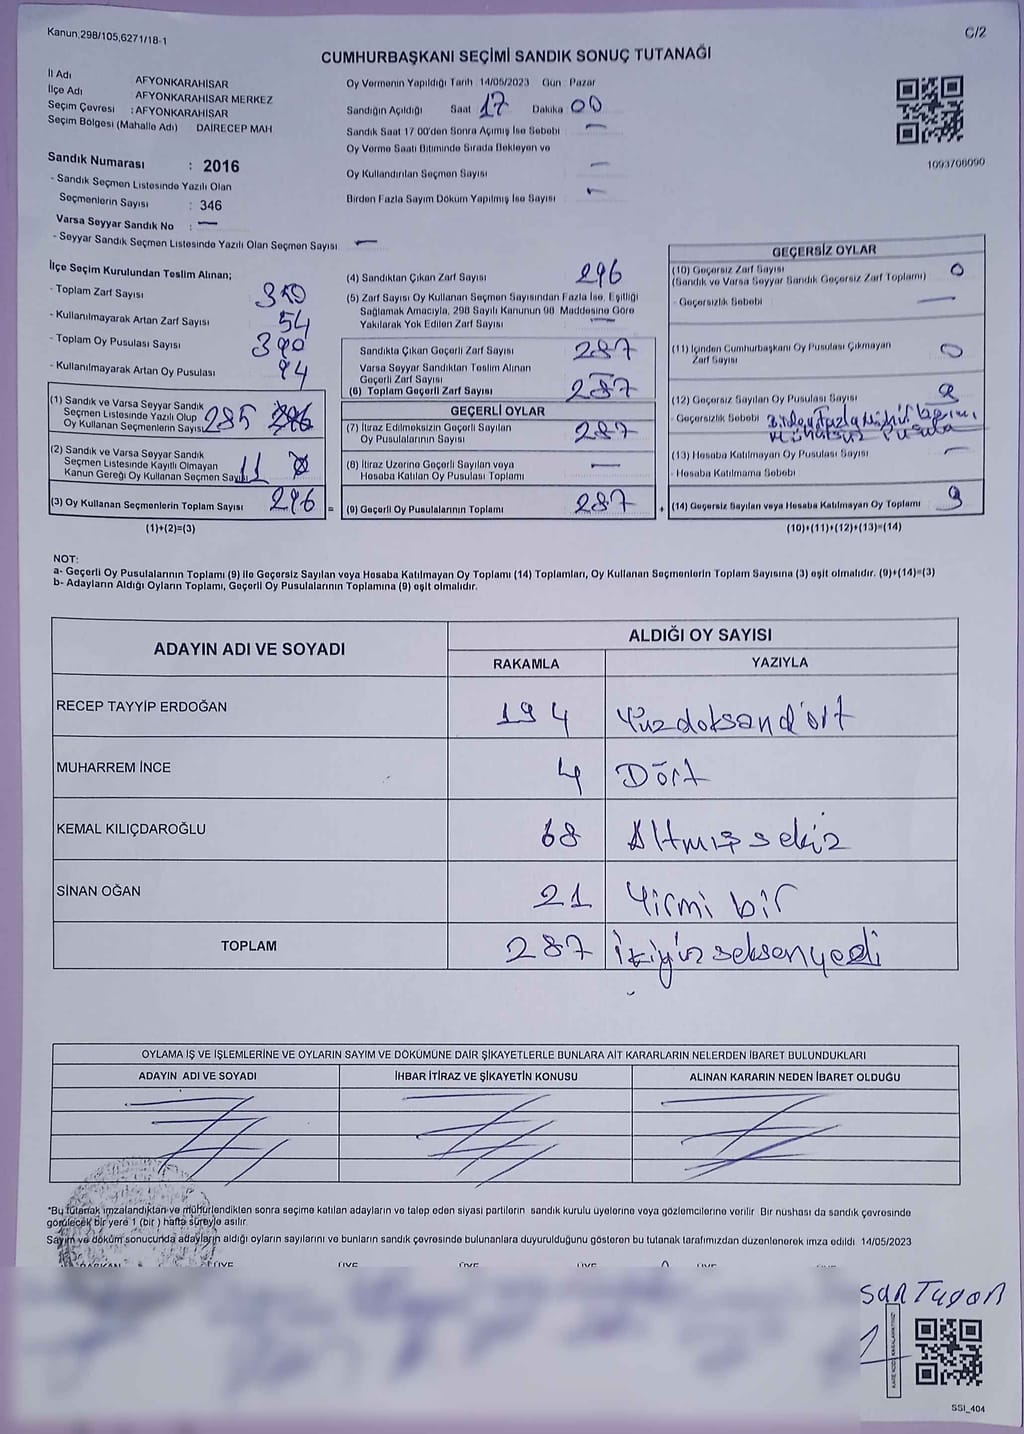 Kanun,298/105,6271/18-1
C/2
CUMHURBAŞKANI SEÇİMİ SANDIK SONUÇ TUTANAĞI
İl Adı AFYONKARAHİSAR
İlçe Adı : AFYONKARAHİSAR MERKEZ
Seçim Çevresi : AFYONKARAHİSAR
Seçim Bölgesi (Mahalle Adı) DAİRECEP MAH
Sandık Numarası : 2016
- Sandık Seçmen Listesinde Yazılı Olan
Seçmenlerin Sayısı : 346
Varsa Seyyar Sandık No : —
- Seyyar Sandık Seçmen Listesinde Yazılı Olan Seçmen Sayısı —
Oy Vermenin Yapıldığı Tarih 14/05/2023 Gün Pazar
Sandığın Açıldığı Saat 17 Dakika 00
Sandık Saat 17 00'den Sonra Açmış İse Sebebi —
Oy Verme Saati Bitiminde Sırada Bekleyen ve
Oy Kullandırılan Seçmen Sayısı —
Birden Fazla Sayım Döküm Yapılmış İse Sayısı —
1093706090
İlçe Seçim Kurulundan Teslim Alınan;
- Toplam Zarf Sayısı
- Kullanılmayarak Artan Zarf Sayısı 54
- Toplam Oy Pusulası Sayısı 390
- Kullanılmayarak Artan Oy Pusulası 94
(1) Sandık ve Varsa Seyyar Sandık
Seçmen Listesinde Yazılı Olup
Oy Kullanan Seçmenlerin Sayısı 285
(2) Sandık ve Varsa Seyyar Sandık
Seçmen Listesinde Kayıtlı Olmayan
Kanun Gereği Oy Kullanan Seçmen Sayısı 11
(3) Oy Kullanan Seçmenlerin Toplam Sayısı 296 =
(1)+(2)=(3)
(4) Sandıktan Çıkan Zarf Sayısı 296
(5) Zarf Sayısı Oy Kullanan Seçmen Sayısından Fazla İse, Eşitliği
Sağlamak Amacıyla, 298 Sayılı Kanunun 98 Maddesine Göre
Yakılarak Yok Edilen Zarf Sayısı —
Sandıkta Çıkan Geçerli Zarf Sayısı 287
Varsa Seyyar Sandıktan Teslim Alınan
Geçerli Zarf Sayısı —
(6) Toplam Geçerli Zarf Sayısı 287
GEÇERLİ OYLAR
(7) İtiraz Edilmeksizin Geçerli Sayılan
Oy Pusulalarının Sayısı 287
(8) İtiraz Üzerine Geçerli Sayılan veya
Hesaba Katılan Oy Pusulası Toplamı —
(9) Geçerli Oy Pusulalarının Toplamı 287 +
GEÇERSİZ OYLAR
(10) Geçersiz Zarf Sayısı
(Sandık ve Varsa Seyyar Sandık Geçersiz Zarf Toplamı) 0
- Geçersizlik Sebebi —
(11) İçinden Cumhurbaşkanı Oy Pusulası Çıkmayan
Zarf Sayısı 0
(12) Geçersiz Sayılan Oy Pusulası Sayısı 9
- Geçersizlik Sebebi
(13) Hesaba Katılmayan Oy Pusulası Sayısı —
- Hesaba Katılmama Sebebi
(14) Geçersiz Sayılan veya Hesaba Katılmayan Oy Toplamı 9
(10)+(11)+(12)+(13)=(14)
NOT:
a- Geçerli Oy Pusulalarının Toplamı (9) ile Geçersiz Sayılan veya Hesaba Katılmayan Oy Toplamı (14) Toplamları, Oy Kullanan Seçmenlerin Toplam Sayısına (3) eşit olmalıdır. (9)+(14)=(3)
b- Adayların Aldığı Oyların Toplamı, Geçerli Oy Pusulalarının Toplamına (9) eşit olmalıdır.
ADAYIN ADI VE SOYADI
ALDIĞI OY SAYISI
RAKAMLA YAZIYLA
RECEP TAYYİP ERDOĞAN 194 Yüzdoksandört
MUHARREM İNCE 4 Dört
KEMAL KILIÇDAROĞLU 68 Altmış sekiz
SİNAN OĞAN 21 Yirmi bir
TOPLAM 287 İkiyüz seksenyedi
OYLAMA İŞ VE İŞLEMLERİNE VE OYLARIN SAYIM VE DÖKÜMÜNE DAİR ŞİKAYETLERLE BUNLARA AİT KARARLARIN NELERDEN İBARET BULUNDUKLARI
ADAYIN ADI VE SOYADI İHBAR İTİRAZ VE ŞİKAYETİN KONUSU ALINAN KARARIN NEDEN İBARET OLDUĞU
*Bu tutanak imzalandıktan ve mühürlendikten sonra seçime katılan adayların ve talep eden siyasi partilerin sandık kurulu üyelerine veya gözlemcilerine verilir Bir nüshası da sandık çevresinde
görülecek bir yere 1 (bir ) hafta süreyle asılır.
Sayım ve döküm sonucunda adayların aldığı oyların sayılarını ve bunların sandık çevresinde bulunanlara duyurulduğunu gösteren bu tutanak tarafımızdan düzenlenerek imza edildi 14/05/2023
BAŞKAN ÜYE ÜYE ÜYE ÜYE ÜYE ÜYE
KARE KODU KARALAMAYINIZ
SSI_404